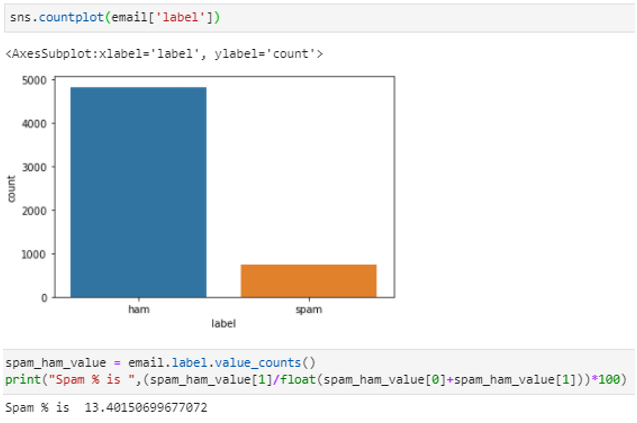 sns.countplot(email['label'])
<AxesSubplot:xlabel='label', ylabel='count'>
5000
4000
3000
2000
1000
0
count
ham spam
label
spam_ham_value = email.label.value_counts()
print("Spam % is ",(spam_ham_value[1]/float(spam_ham_value[0]+spam_ham_value[1]))*100)
Spam % is  13.40150699677072